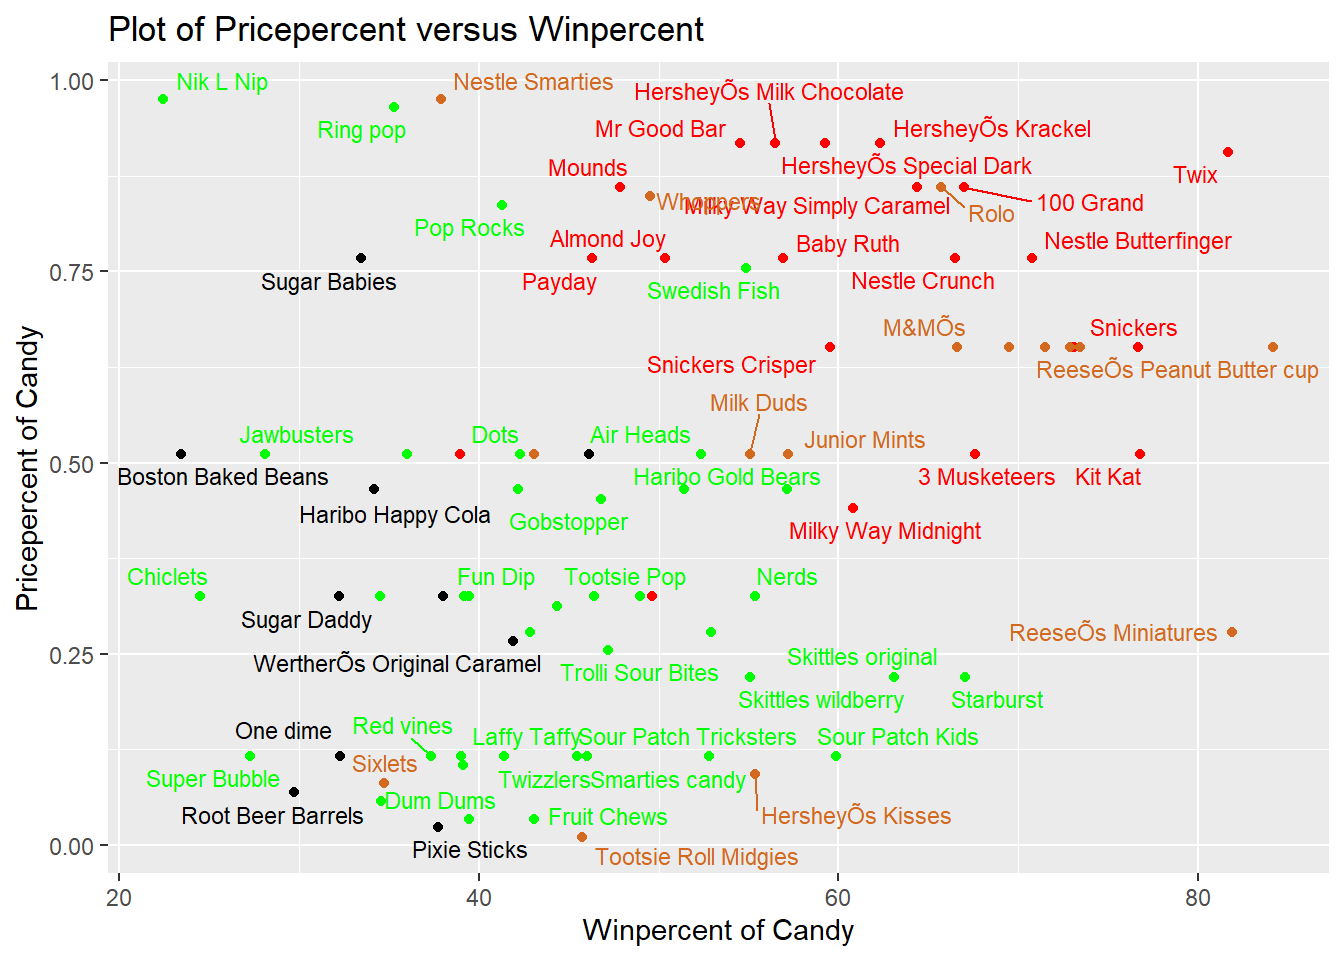 Plot of Pricepercent versus Winpercent
1.00
Nik L Nip
Nestle Smarties
HersheyÕs Milk Chocolate
Ring pop
Mr Good Bar
HersheyÕs Krackel
Mounds
HersheyÕs Special Dark
Twix
Whoppers
Milky Way Simply Caramel
Rolo
100 Grand
Pop Rocks
Almond Joy
Baby Ruth
Nestle Butterfinger
0.75
Sugar Babies
Payday
Swedish Fish
Nestle Crunch
M&MÕs
Snickers
Snickers Crisper
ReeseÕs Peanut Butter cup
Milk Duds
Jawbusters
Dots
Air Heads
Junior Mints
0.50
Boston Baked Beans
Haribo Gold Bears
3 Musketeers
Kit Kat
Haribo Happy Cola
Gobstopper
Milky Way Midnight
Chiclets
Fun Dip
Tootsie Pop
Nerds
Sugar Daddy
ReeseÕs Miniatures
0.25
WertherÕs Original Caramel
Trolli Sour Bites
Skittles original
Skittles wildberry
Starburst
One dime
Red vines
Laffy Taffy
Sour Patch Tricksters
Sour Patch Kids
Sixlets
Super Bubble
Twizzlers
Smarties candy
Dum Dums
Root Beer Barrels
Fruit Chews
HersheyÕs Kisses
0.00
Pixie Sticks
Tootsie Roll Midgies
20
40
60
80
Winpercent of Candy
Pricepercent of Candy